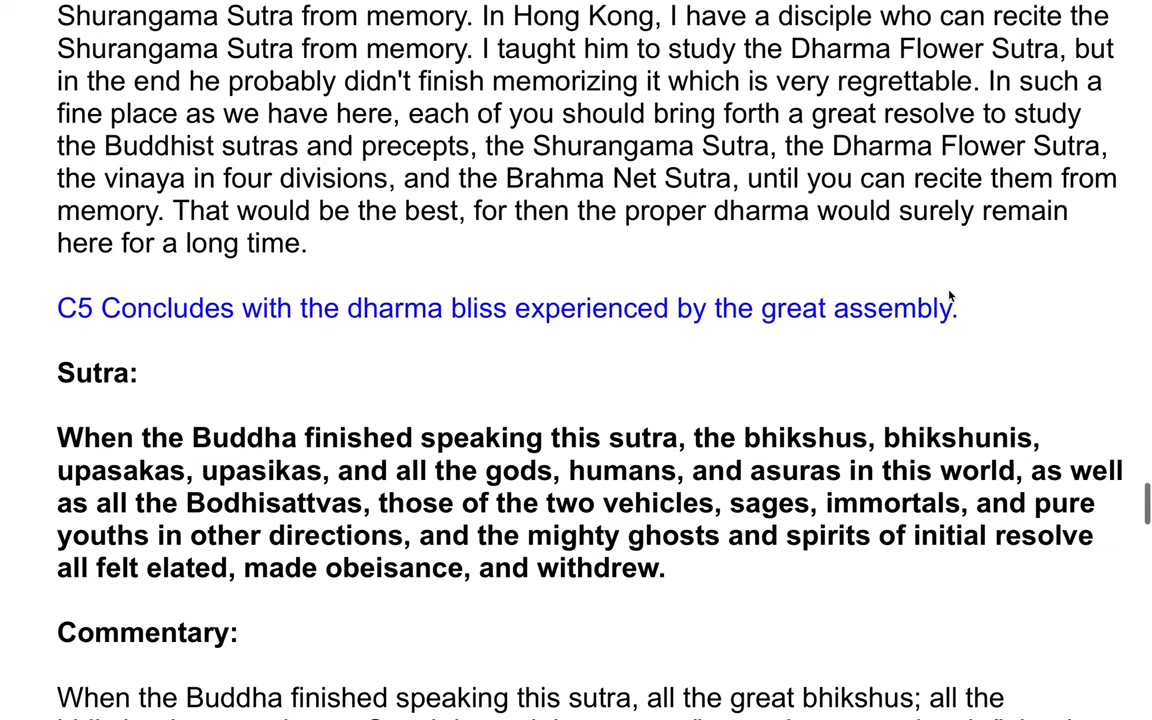 Shurangama Sutra from memory. In Hong Kong, I have a disciple who can recite the
Shurangama Sutra from memory. I taught him to study the Dharma Flower Sutra, but
in the end he probably didn't finish memorizing it which is very regrettable. In such a
fine place as we have here, each of you should bring forth a great resolve to study
the Buddhist sutras and precepts, the Shurangama Sutra, the Dharma Flower Sutra,
the vinaya in four divisions, and the Brahma Net Sutra, until you can recite them from
memory. That would be the best, for then the proper dharma would surely remain
here for a long time.
C5 Concludes with the dharma bliss experienced by the great assembly.
Sutra:
When the Buddha finished speaking this sutra, the bhikshus, bhikshunis,
upasakas, upasikas, and all the gods, humans, and asuras in this world, as well
as all the Bodhisattvas, those of the two vehicles, sages, immortals, and pure
youths in other directions, and the mighty ghosts and spirits of initial resolve
all felt elated, made obeisance, and withdrew.
Commentary:
When the Buddha finished speaking this sutra, all the great bhikshus; all the